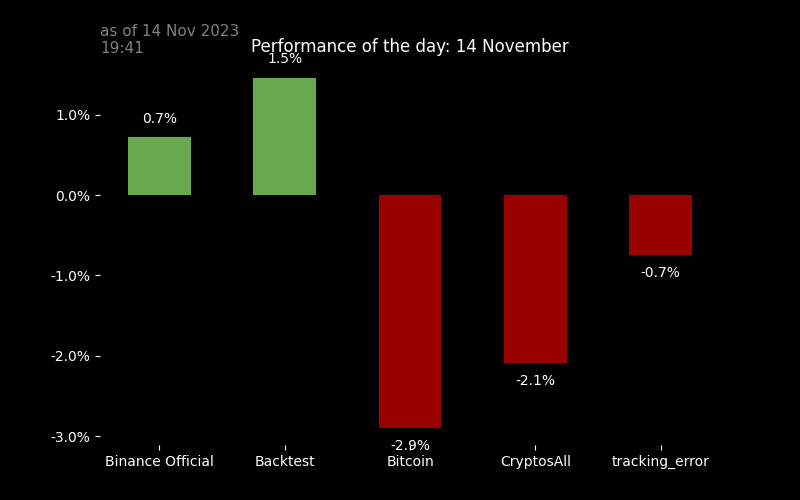 as of 14 Nov 2023
19:41
Performance of the day: 14 November
1.5%
1.0%
0.7%
0.0%
-1.0%
-0.7%
-2.0%
-2.1%
-3.0%
-2.9%
Binance Official
Backtest
Bitcoin
CryptosAll
tracking_error